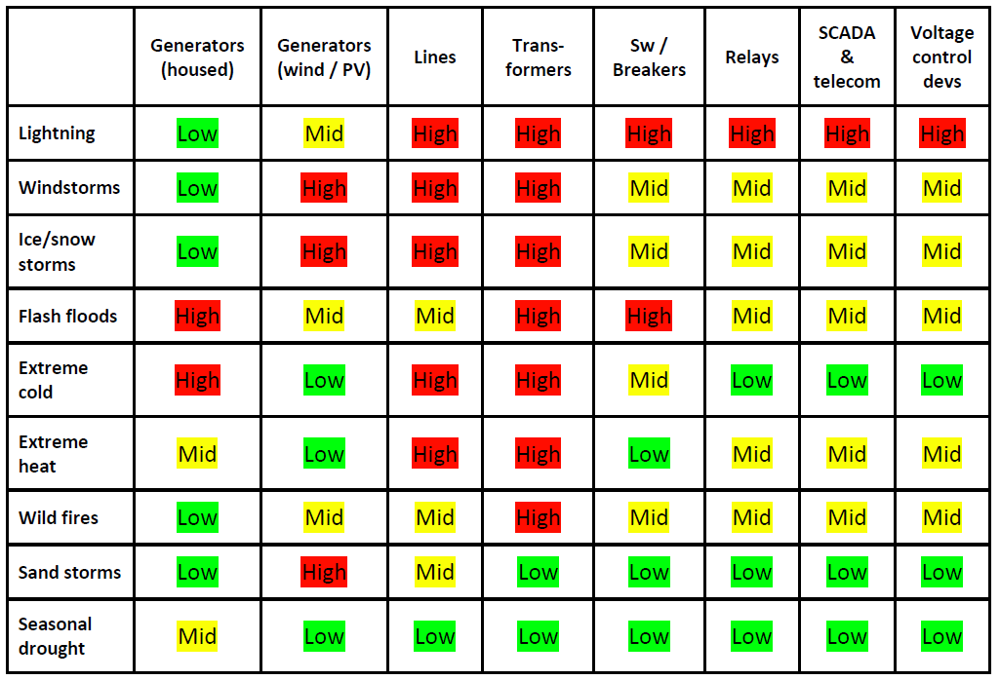 Generators (housed) Generators (wind / PV) Lines Trans-formers Sw / Breakers Relays SCADA & telecom Voltage control devs
Lightning Low Mid High High High High High High
Windstorms Low High High High Mid Mid Mid Mid
Ice/snow storms Low High High High Mid Mid Mid Mid
Flash floods High Mid Mid High High Mid Mid Mid
Extreme cold High Low High High Mid Low Low Low
Extreme heat Mid Low High High Low Mid Mid Mid
Wild fires Low Mid Mid High Mid Mid Mid Mid
Sand storms Low High Mid Low Low Low Low Low
Seasonal drought Mid Low Low Low Low Low Low Low